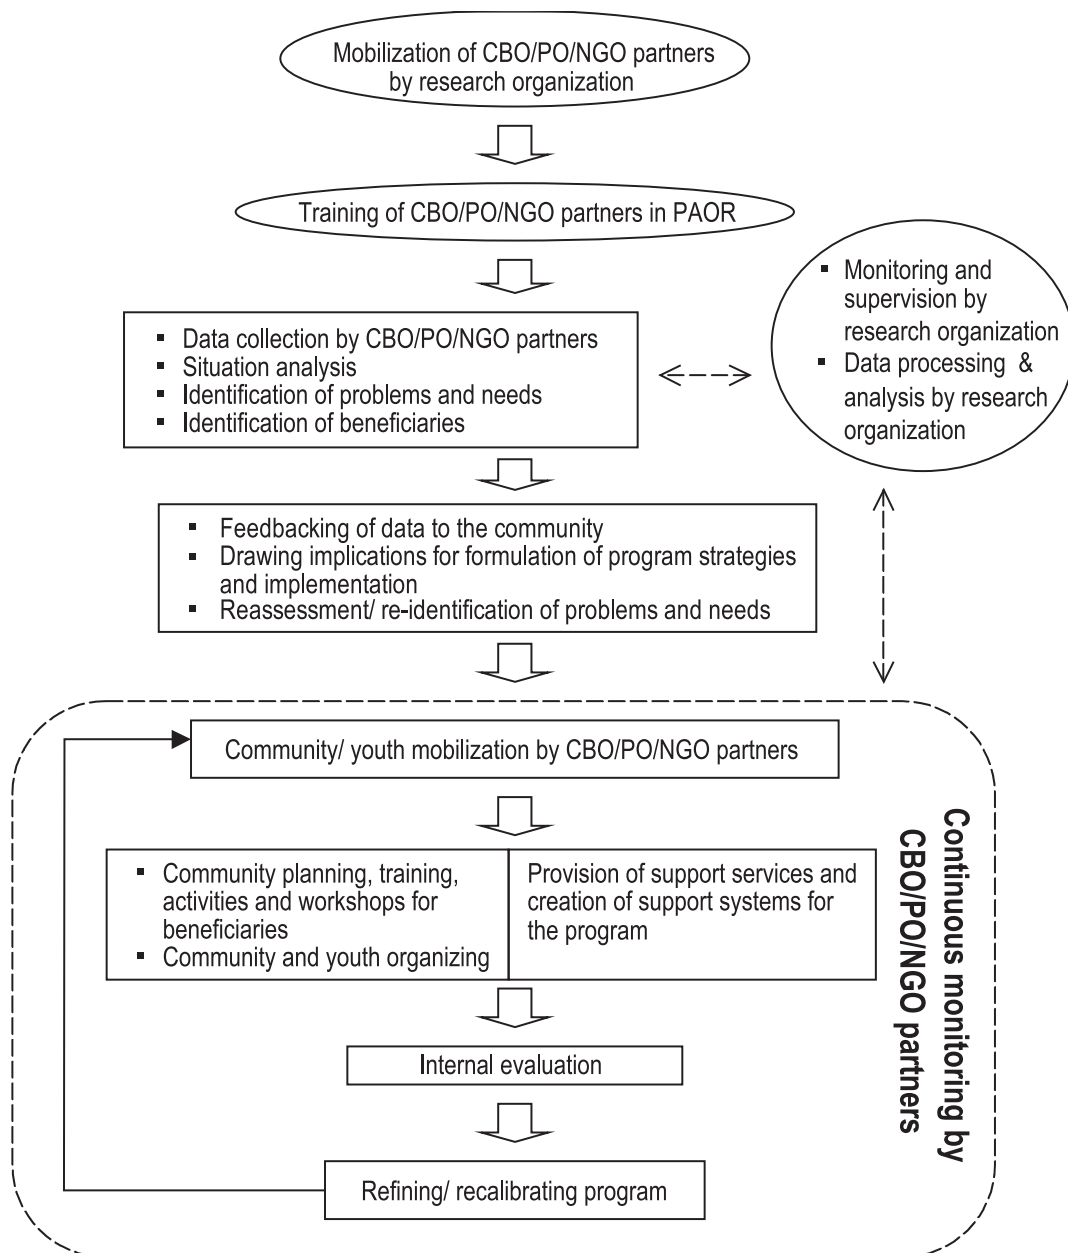 Mobilization of CBO/PO/NGO partners
by research organization
Training of CBO/PO/NGO partners in PAOR
▪ Monitoring and
supervision by
research organization
▪ Data processing &
analysis by research
organization
▪ Data collection by CBO/PO/NGO partners
▪ Situation analysis
▪ Identification of problems and needs
▪ Identification of beneficiaries
▪ Feedbacking of data to the community
▪ Drawing implications for formulation of program strategies
and implementation
▪ Reassessment/ re-identification of problems and needs
Community/ youth mobilization by CBO/PO/NGO partners
▪ Community planning, training,
activities and workshops for
beneficiaries
▪ Community and youth organizing
Provision of support services and
creation of support systems for
the program
Internal evaluation
Refining/ recalibrating program
Continuous monitoring by
CBO/PO/NGO partners